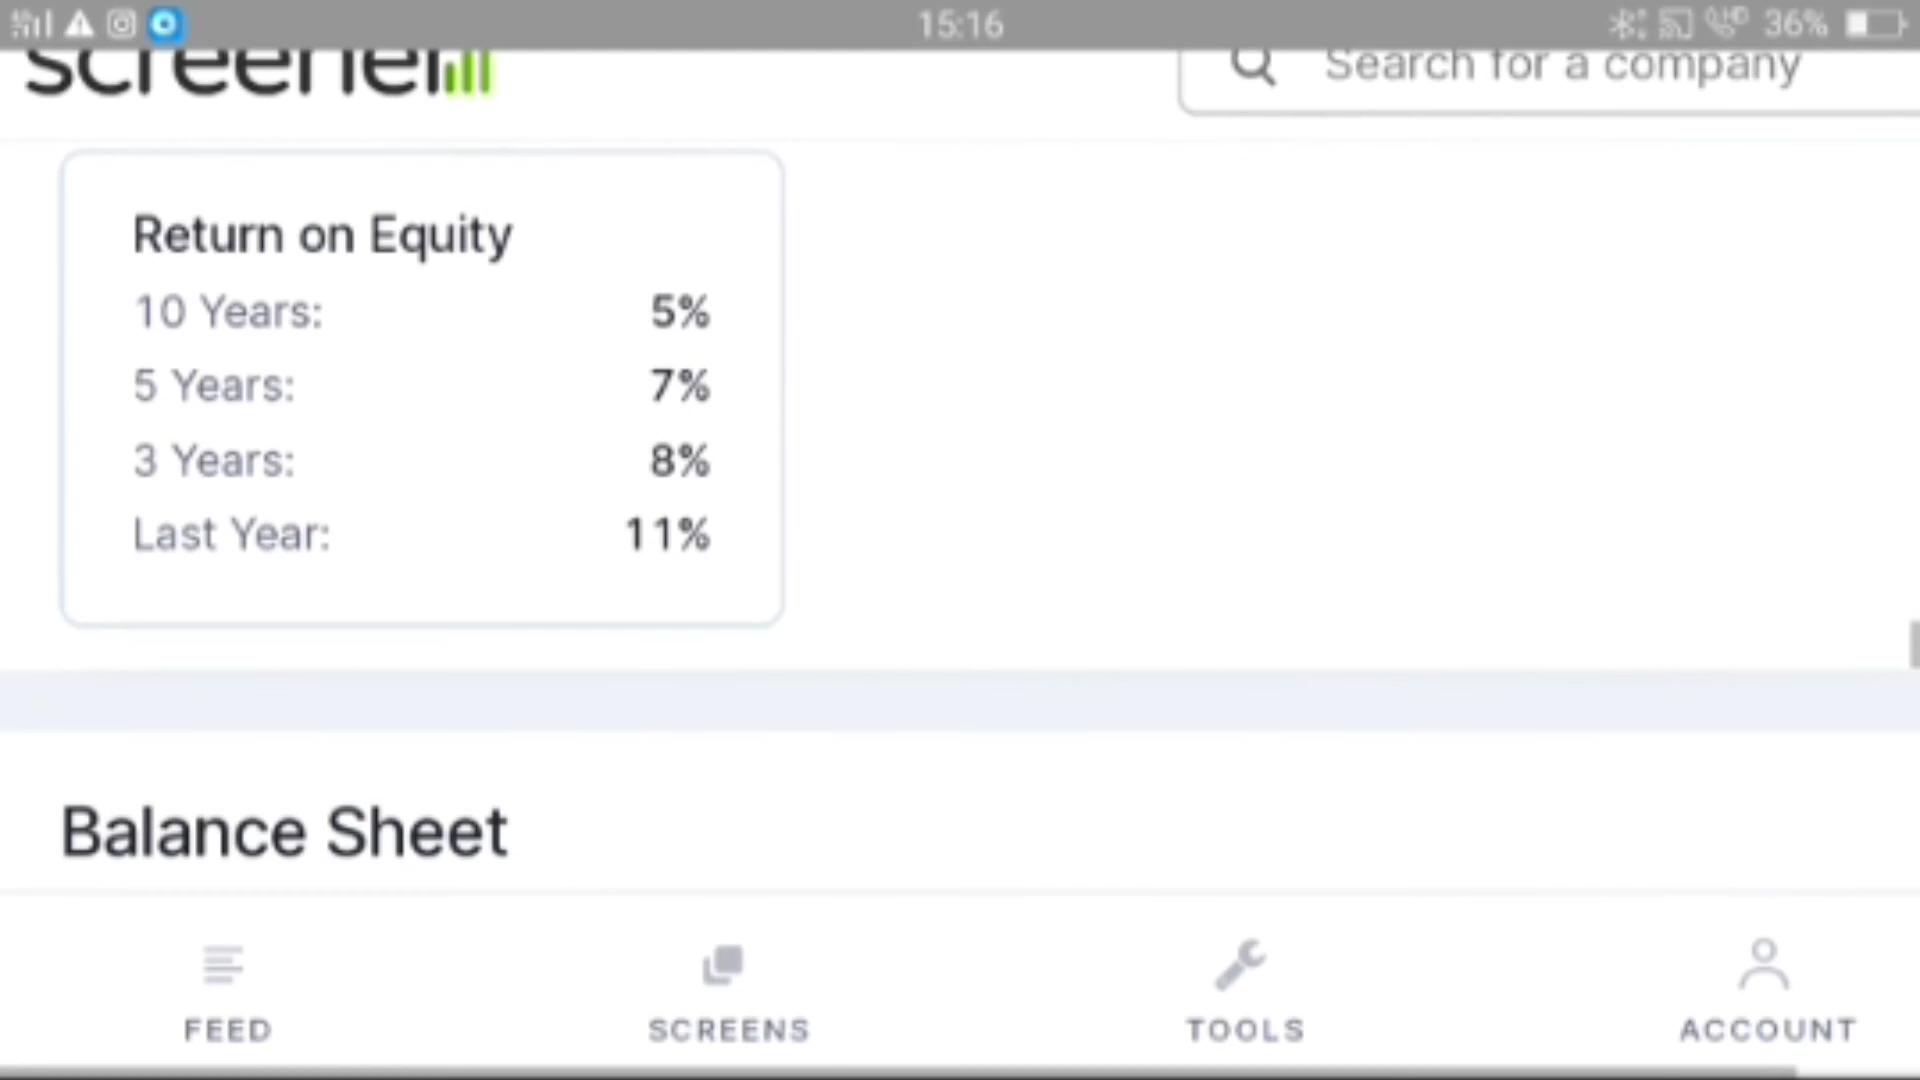 15:16
36%
screener
Search for a company
Return on Equity
10 Years: 5%
5 Years: 7%
3 Years: 8%
Last Year: 11%
Balance Sheet
FEED SCREENS TOOLS ACCOUNT